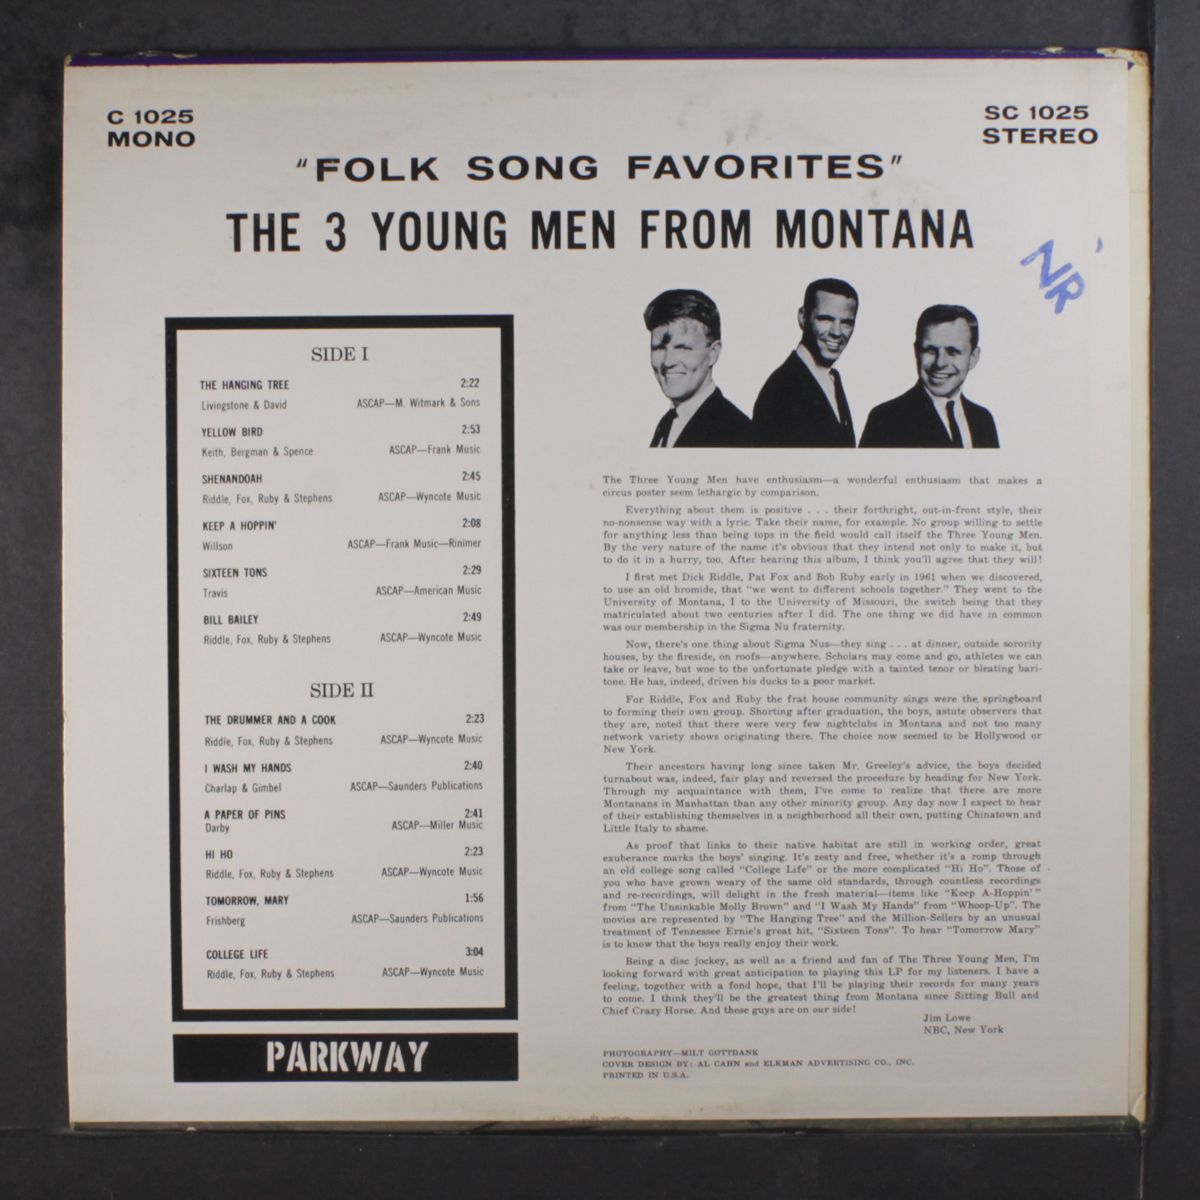 C 1025
MONO
SC 1025
STEREO
"FOLK SONG FAVORITES"
THE 3 YOUNG MEN FROM MONTANA
NR
SIDE I
THE HANGING TREE 2:22
Livingstone & David ASCAP—M. Witmark & Sons
YELLOW BIRD 2:53
Keith, Bergman & Spence ASCAP—Frank Music
SHENANDOAH 2:45
Riddle, Fox, Ruby & Stephens ASCAP—Wyncote Music
KEEP A HOPPIN' 2:08
Willson ASCAP—Frank Music—Rinimer
SIXTEEN TONS 2:29
Travis ASCAP—American Music
BILL BAILEY 2:49
Riddle, Fox, Ruby & Stephens ASCAP—Wyncote Music
SIDE II
THE DRUMMER AND A COOK 2:23
Riddle, Fox, Ruby & Stephens ASCAP—Wyncote Music
I WASH MY HANDS 2:40
Charlap & Gimbel ASCAP—Saunders Publications
A PAPER OF PINS 2:41
Darby ASCAP—Miller Music
HI HO 2:23
Riddle, Fox, Ruby & Stephens ASCAP—Wyncote Music
TOMORROW, MARY 1:56
Frishberg ASCAP—Saunders Publications
COLLEGE LIFE 3:04
Riddle, Fox, Ruby & Stephens ASCAP—Wyncote Music
PARKWAY
The Three Young Men have enthusiasm—a wonderful enthusiasm that makes a
circus poster seem lethargic by comparison.
Everything about them is positive . . . their forthright, out-in-front style, their
no-nonsense way with a lyric. Take their name, for example. No group willing to settle
for anything less than being tops in the field would call itself the Three Young Men.
By the very nature of the name it's obvious that they intend not only to make it, but
to do it in a hurry, too. After hearing this album, I think you'll agree that they will!
I first met Dick Riddle, Pat Fox and Bob Ruby early in 1961 when we discovered,
to use an old bromide, that "we went to different schools together." They went to the
University of Montana, I to the University of Missouri, the switch being that they
matriculated about two centuries after I did. The one thing we did have in common
was our membership in the Sigma Nu fraternity.
Now, there's one thing about Sigma Nus—they sing . . . at dinner, outside sorority
houses, by the fireside, on roofs—anywhere. Scholars may come and go, athletes we can
take or leave, but woe to the unfortunate pledge with a tainted tenor or bleating bari-
tone. He has, indeed, driven his ducks to a poor market.
For Riddle, Fox and Ruby the frat house community sings were the springboard
to forming their own group. Shorting after graduation, the boys, astute observers that
they are, noted that there were very few nightclubs in Montana and not too many
network variety shows originating there. The choice now seemed to be Hollywood or
New York.
Their ancestors having long since taken Mr. Greeley's advice, the boys decided
turnabout was, indeed, fair play and reversed the procedure by heading for New York.
Through my acquaintance with them, I've come to realize that there are more
Montanans in Manhattan than any other minority group. Any day now I expect to hear
of their establishing themselves in a neighborhood all their own, putting Chinatown and
Little Italy to shame.
As proof that links to their native habitat are still in working order, great
exuberance marks the boys' singing. It's zesty and free, whether it's a romp through
an old college song called "College Life" or the more complicated "Hi Ho". Those of
you who have grown weary of the same old standards, through countless recordings
and re-recordings, will delight in the fresh material—items like "Keep A-Hoppin'"
from "The Unsinkable Molly Brown" and "I Wash My Hands" from "Whoop-Up". The
movies are represented by "The Hanging Tree" and the Million-Sellers by an unusual
treatment of Tennessee Ernie's great hit, "Sixteen Tons". To hear "Tomorrow Mary"
is to know that the boys really enjoy their work.
Being a disc jockey, as well as a friend and fan of The Three Young Men, I'm
looking forward with great anticipation to playing this LP for my listeners. I have a
feeling, together with a fond hope, that I'll be playing their records for many years
to come. I think they'll be the greatest thing from Montana since Sitting Bull and
Chief Crazy Horse. And these guys are on our side!
Jim Lowe
NBC, New York
PHOTOGRAPHY—MILT GOTTDANK
COVER DESIGN BY: AL CAHN and ELKMAN ADVERTISING CO., INC.
PRINTED IN U.S.A.